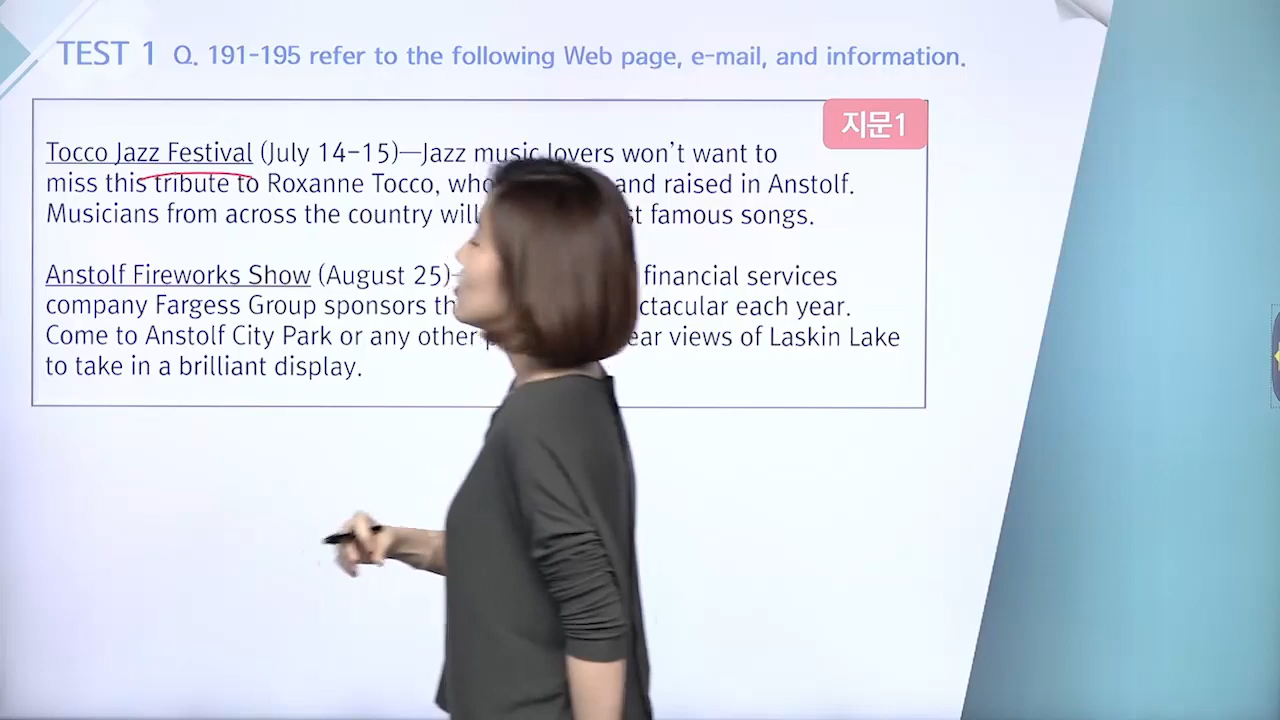 TEST 1 Q. 191-195 refer to the following Web page, e-mail, and information.
지문1
Tocco Jazz Festival (July 14-15)—Jazz music lovers won't want to
miss this tribute to Roxanne Tocco, who and raised in Anstolf.
Musicians from across the country will famous songs.
Anstolf Fireworks Show (August 25) financial services
company Fargess Group sponsors each year.
Come to Anstolf City Park or any other views of Laskin Lake
to take in a brilliant display.